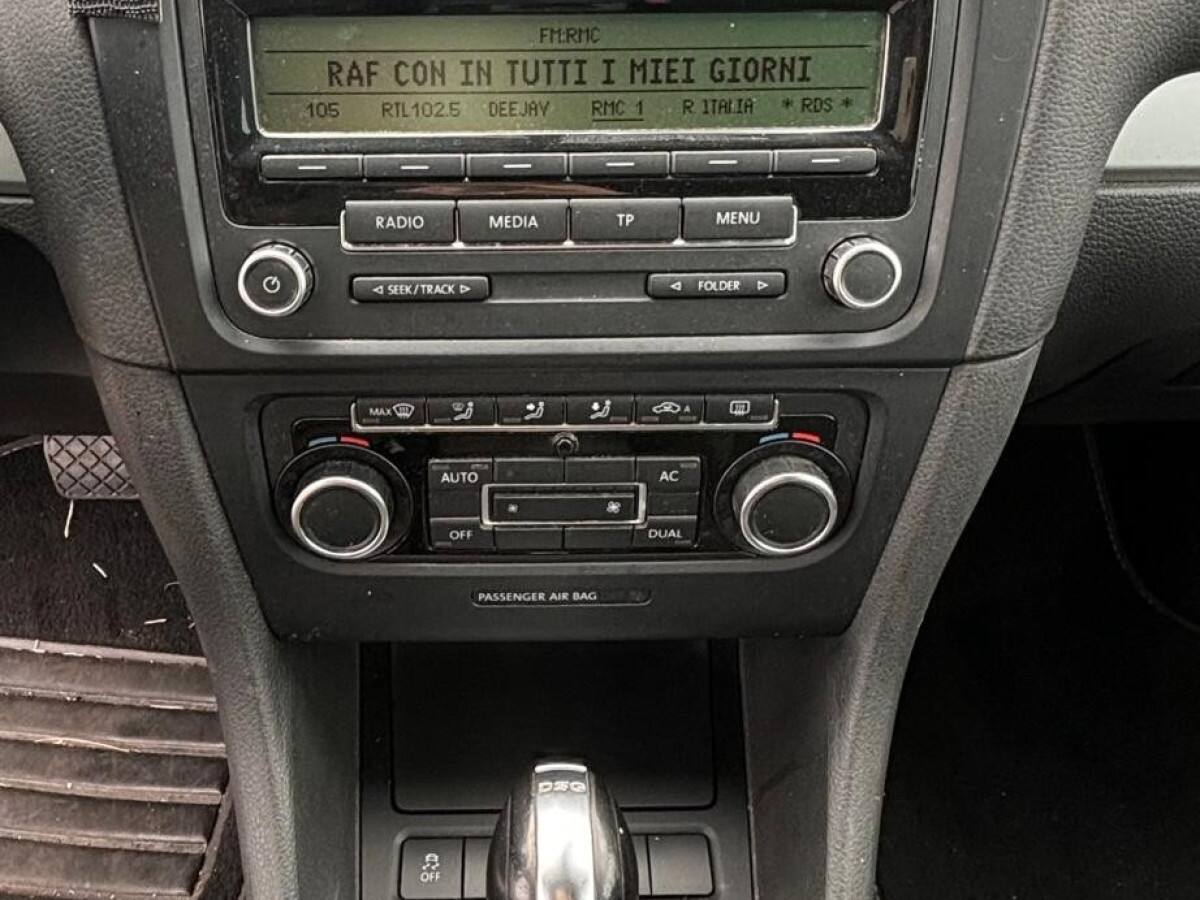 FM:RMC
RAF CON IN TUTTI I MIEI GIORNI
105 RTL102.5 DEEJAY RMC 1 R ITALIA * RDS *
RADIO MEDIA TP MENU
SEEK/TRACK FOLDER
MAX A
AUTO AC
OFF DUAL
PASSENGER AIR BAG
DSG
OFF